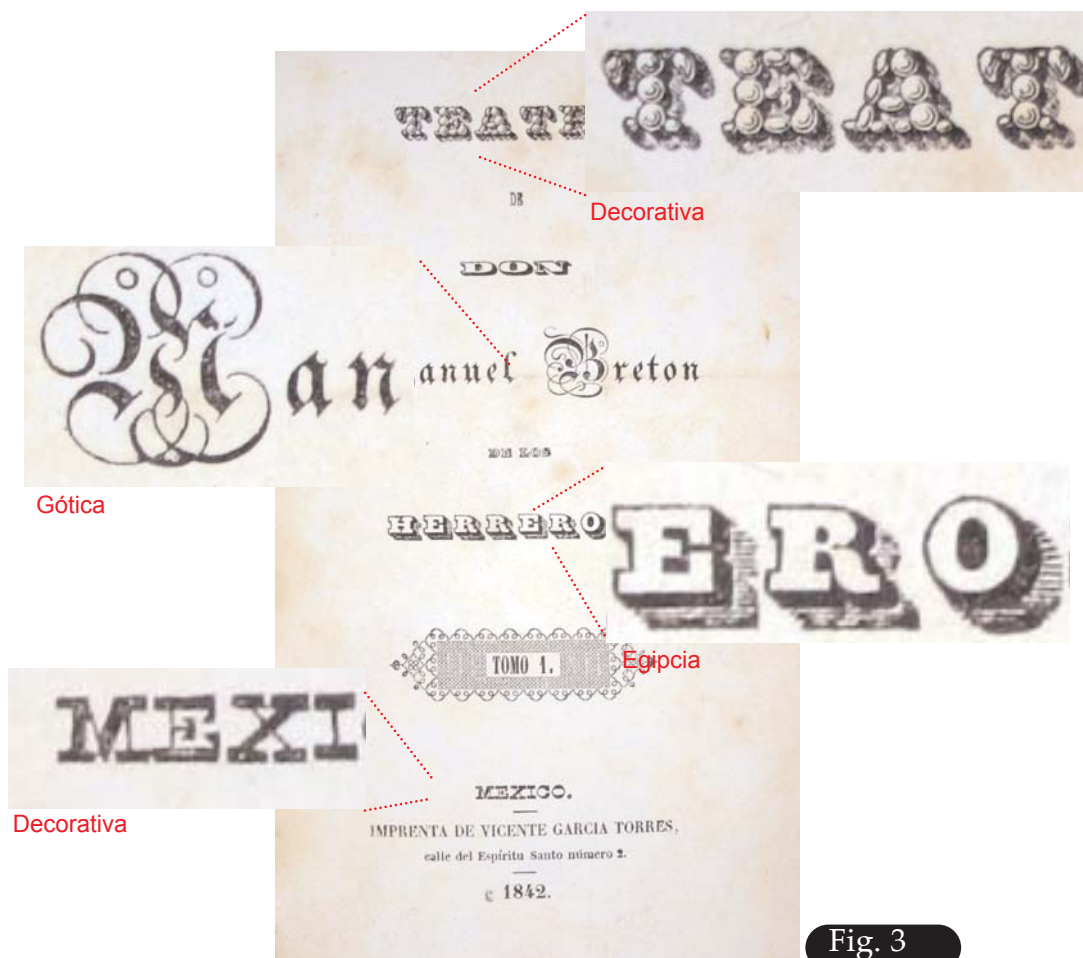 TEAT
TEATR
Decorativa
DE
DON
Man
anuel Breton
Gótica
DE LOS
HERRERO
ERO
Egipcia
TOMO 1.
MEXI
Decorativa
MEXICO.
IMPRENTA DE VICENTE GARCIA TORRES,
calle del Espíritu Santo número 2.
1842.
Fig. 3